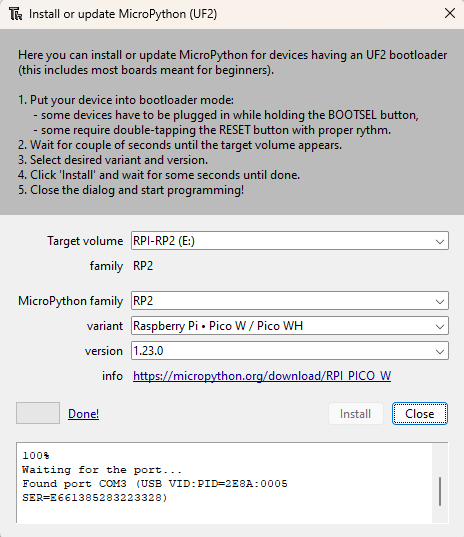 Install or update MicroPython (UF2)
Here you can install or update MicroPython for devices having an UF2 bootloader
(this includes most boards meant for beginners).
1. Put your device into bootloader mode:
- some devices have to be plugged in while holding the BOOTSEL button,
- some require double-tapping the RESET button with proper rythm.
2. Wait for couple of seconds until the target volume appears.
3. Select desired variant and version.
4. Click 'Install' and wait for some seconds until done.
5. Close the dialog and start programming!
Target volume RPI-RP2 (E:)
family RP2
MicroPython family RP2
variant Raspberry Pi • Pico W / Pico WH
version 1.23.0
info https://micropython.org/download/RPI_PICO_W
Done! Install Close
100%
Waiting for the port...
Found port COM3 (USB VID:PID=2E8A:0005
SER=E661385283223328)